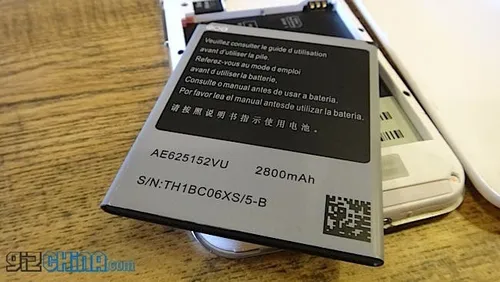 Veuillez consulter le guide d utilisation
avant d'utiliser la pile.
Referez-vous au mode d emploi
avant d utiliser la batterie,
Consulte o manual antes de usar a bateria.
Por favor lea el manual antesde utilizar la bateria.
请按照说明书指示使用电池。
AE625152VU 2800mAh
S/N:TH1BC06XS/5-B
gizchina.com